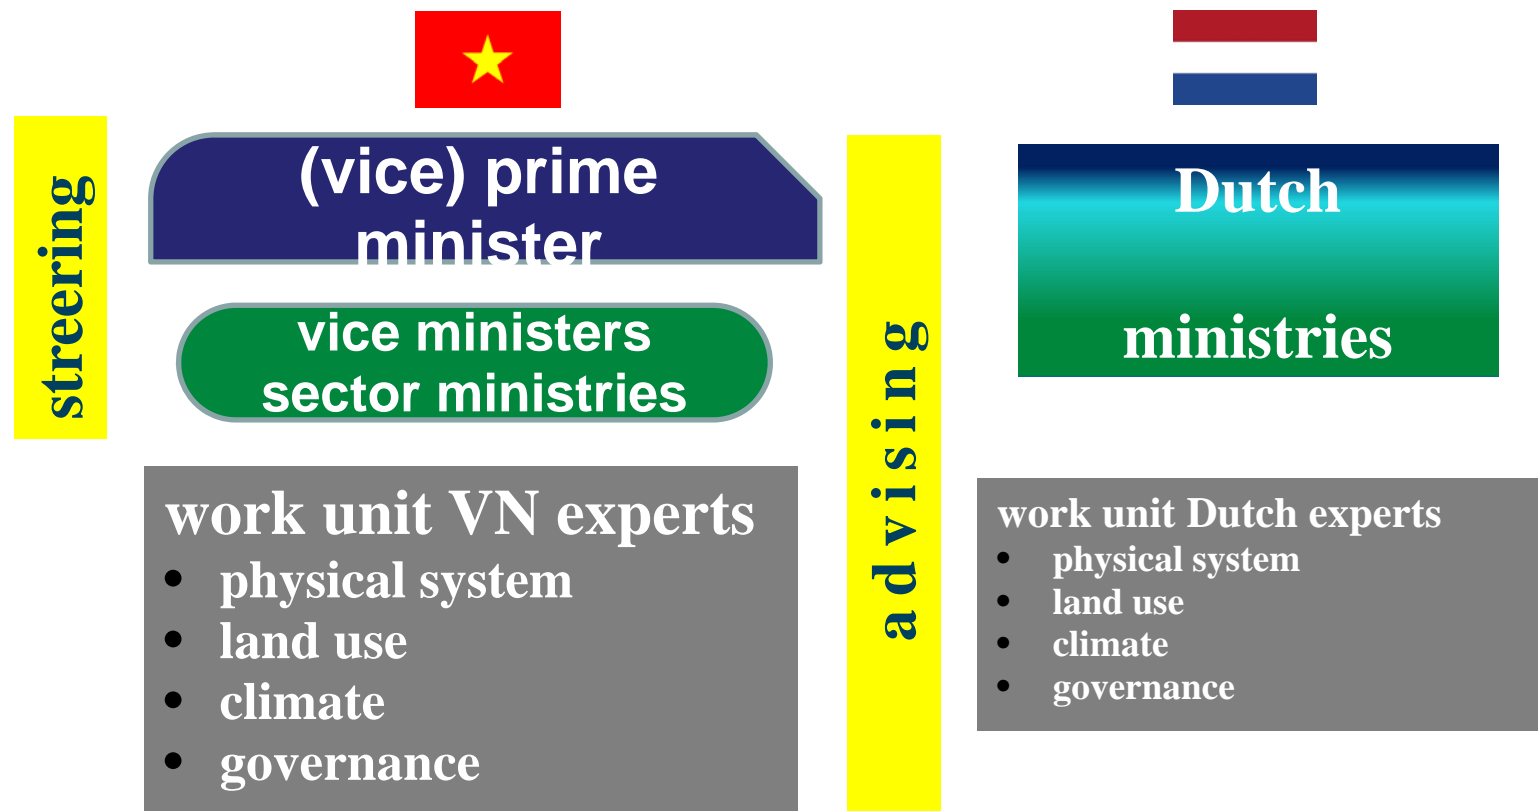 streering
(vice) prime
minister
vice ministers
sector ministries
work unit VN experts
• physical system
• land use
• climate
• governance
advising
Dutch
ministries
work unit Dutch experts
• physical system
• land use
• climate
• governance